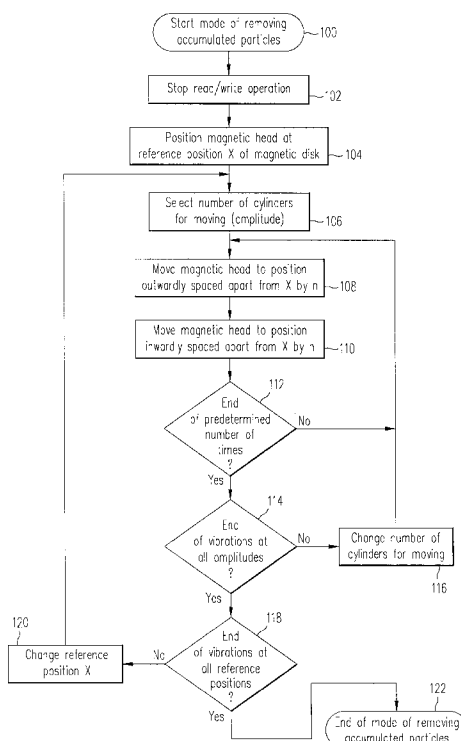 Start mode of removing
accumulated particles
100
Stop read/write operation
102
Position magnetic head at
reference position X of magnetic disk
104
Select number of cylinders
for moving (amplitude)
106
Move magnetic head to position
outwardly spaced apart from X by n
108
Move magnetic head to position
inwardly spaced apart from X by n
110
112
End
of predetermined
number of
times
?
No
Yes
114
End
of vibrations at
all amplitudes
?
No
Yes
Change number of
cylinders for moving
116
118
End
of vibrations at
all reference
positions
?
No
Yes
120
Change reference
position X
122
End of mode of removing
accumulated particles